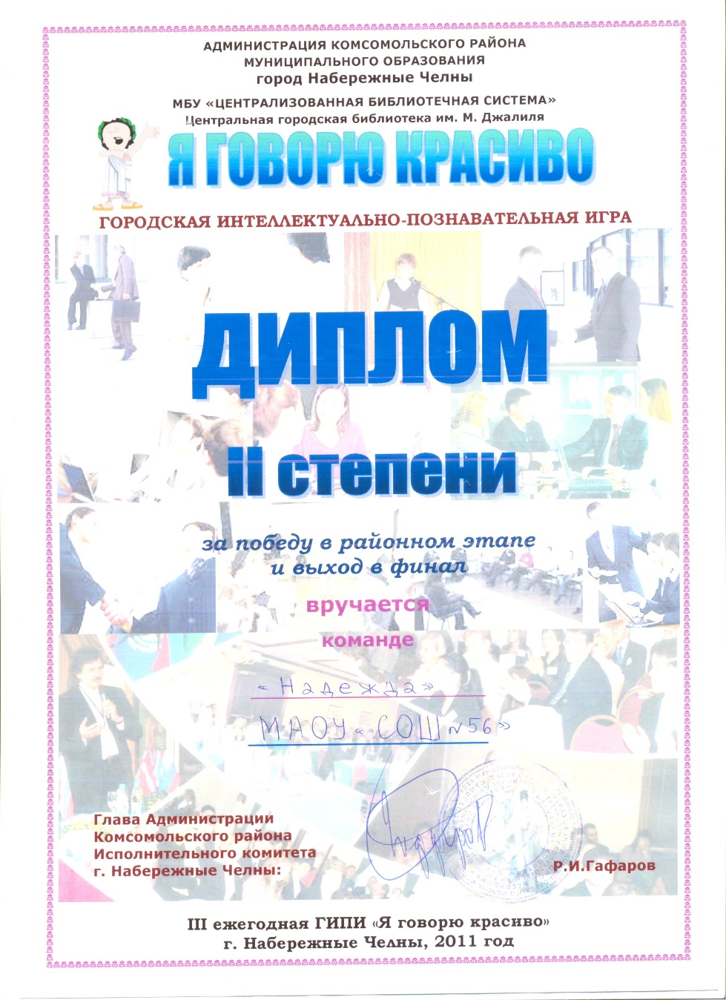 АДМИНИСТРАЦИЯ КОМСОМОЛЬСКОГО РАЙОНА
МУНИЦИПАЛЬНОГО ОБРАЗОВАНИЯ
город Набережные Челны
МБУ «ЦЕНТРАЛИЗОВАННАЯ БИБЛИОТЕЧНАЯ СИСТЕМА»
Центральная городская библиотека им. М. Джалиля
Я ГОВОРЮ КРАСИВО
ГОРОДСКАЯ ИНТЕЛЛЕКТУАЛЬНО-ПОЗНАВАТЕЛЬНАЯ ИГРА
ДИПЛОМ
II степени
за победу в районном этапе
и выход в финал
вручается
команде
«Надежда»
МАОУ «СОШ №56»
Глава Администрации
Комсомольского района
Исполнительного комитета
г. Набережные Челны:
Р.И.Гафаров
III ежегодная ГИПИ «Я говорю красиво»
г. Набережные Челны, 2011 год